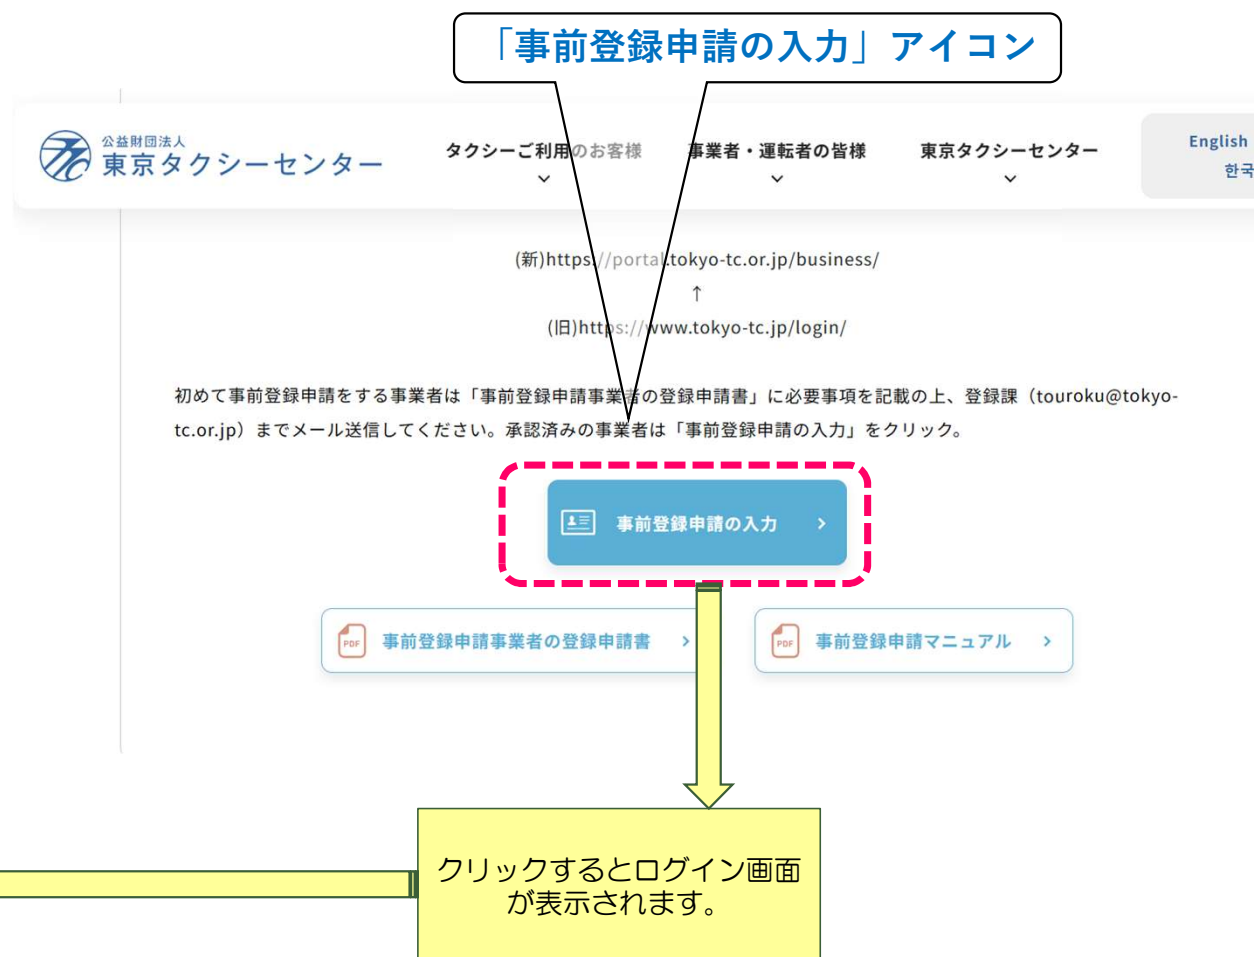 「事前登録申請の入力」アイコン
公益財団法人
東京タクシーセンター
タクシーご利用のお客様
事業者・運転者の皆様
東京タクシーセンター
English
한국
(新)https://portal.tokyo-tc.or.jp/business/
↑
(旧)https://www.tokyo-tc.jp/login/
初めて事前登録申請をする事業者は「事前登録申請事業者の登録申請書」に必要事項を記載の上、登録課（touroku@tokyo-
tc.or.jp）までメール送信してください。承認済みの事業者は「事前登録申請の入力」をクリック。
事前登録申請の入力
PDF 事前登録申請事業者の登録申請書
PDF 事前登録申請マニュアル
クリックするとログイン画面
が表示されます。